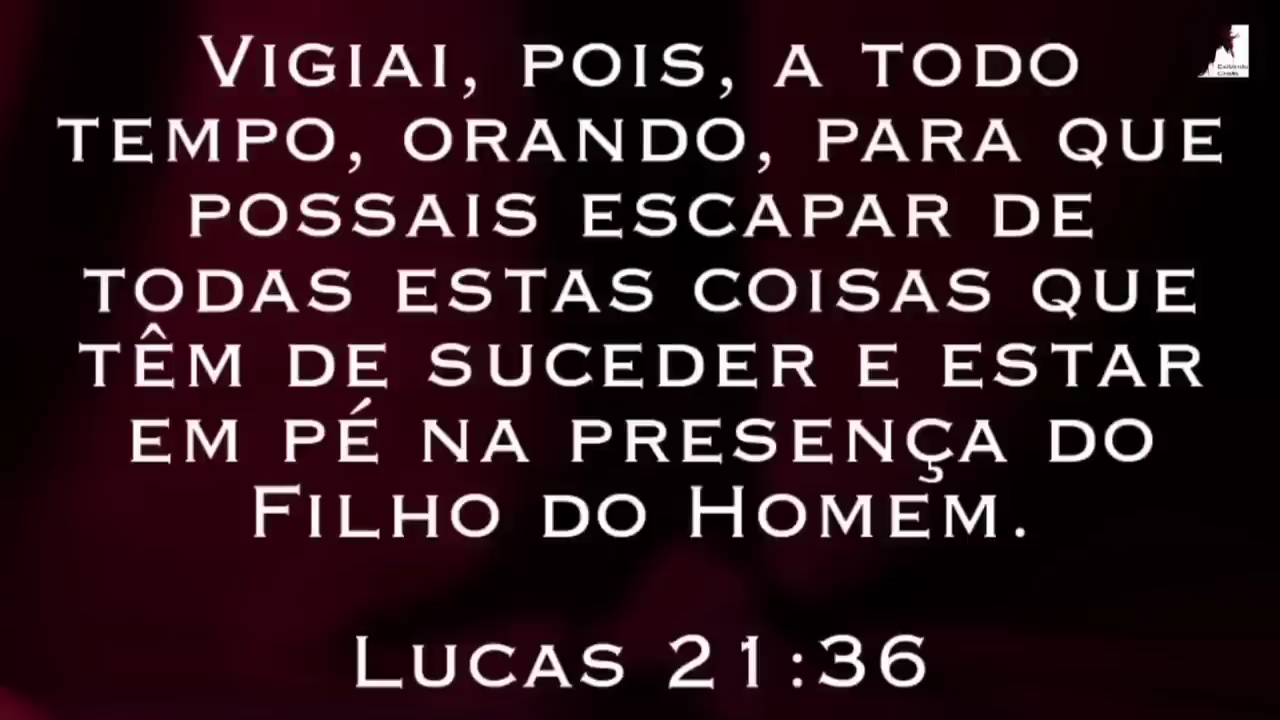 Vigiai, pois, a todo
tempo, orando, para que
possais escapar de
todas estas coisas que
têm de suceder e estar
em pé na presença do
Filho do Homem.
Lucas 21:36